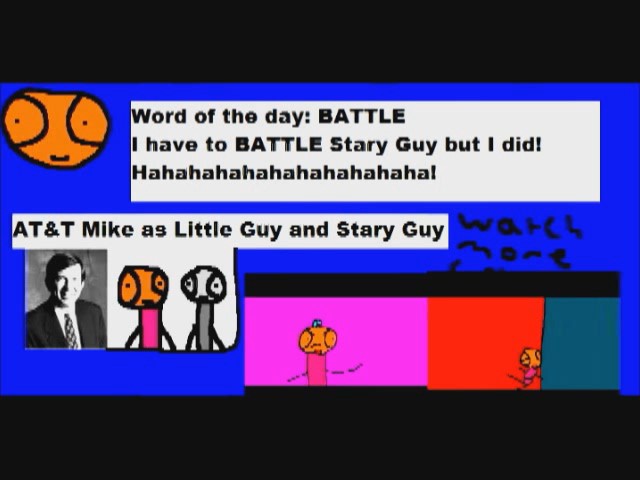 Word of the day: BATTLE
I have to BATTLE Stary Guy but I did!
Hahahahahahahahahahaha!
AT&T Mike as Little Guy and Stary Guy
watch
more